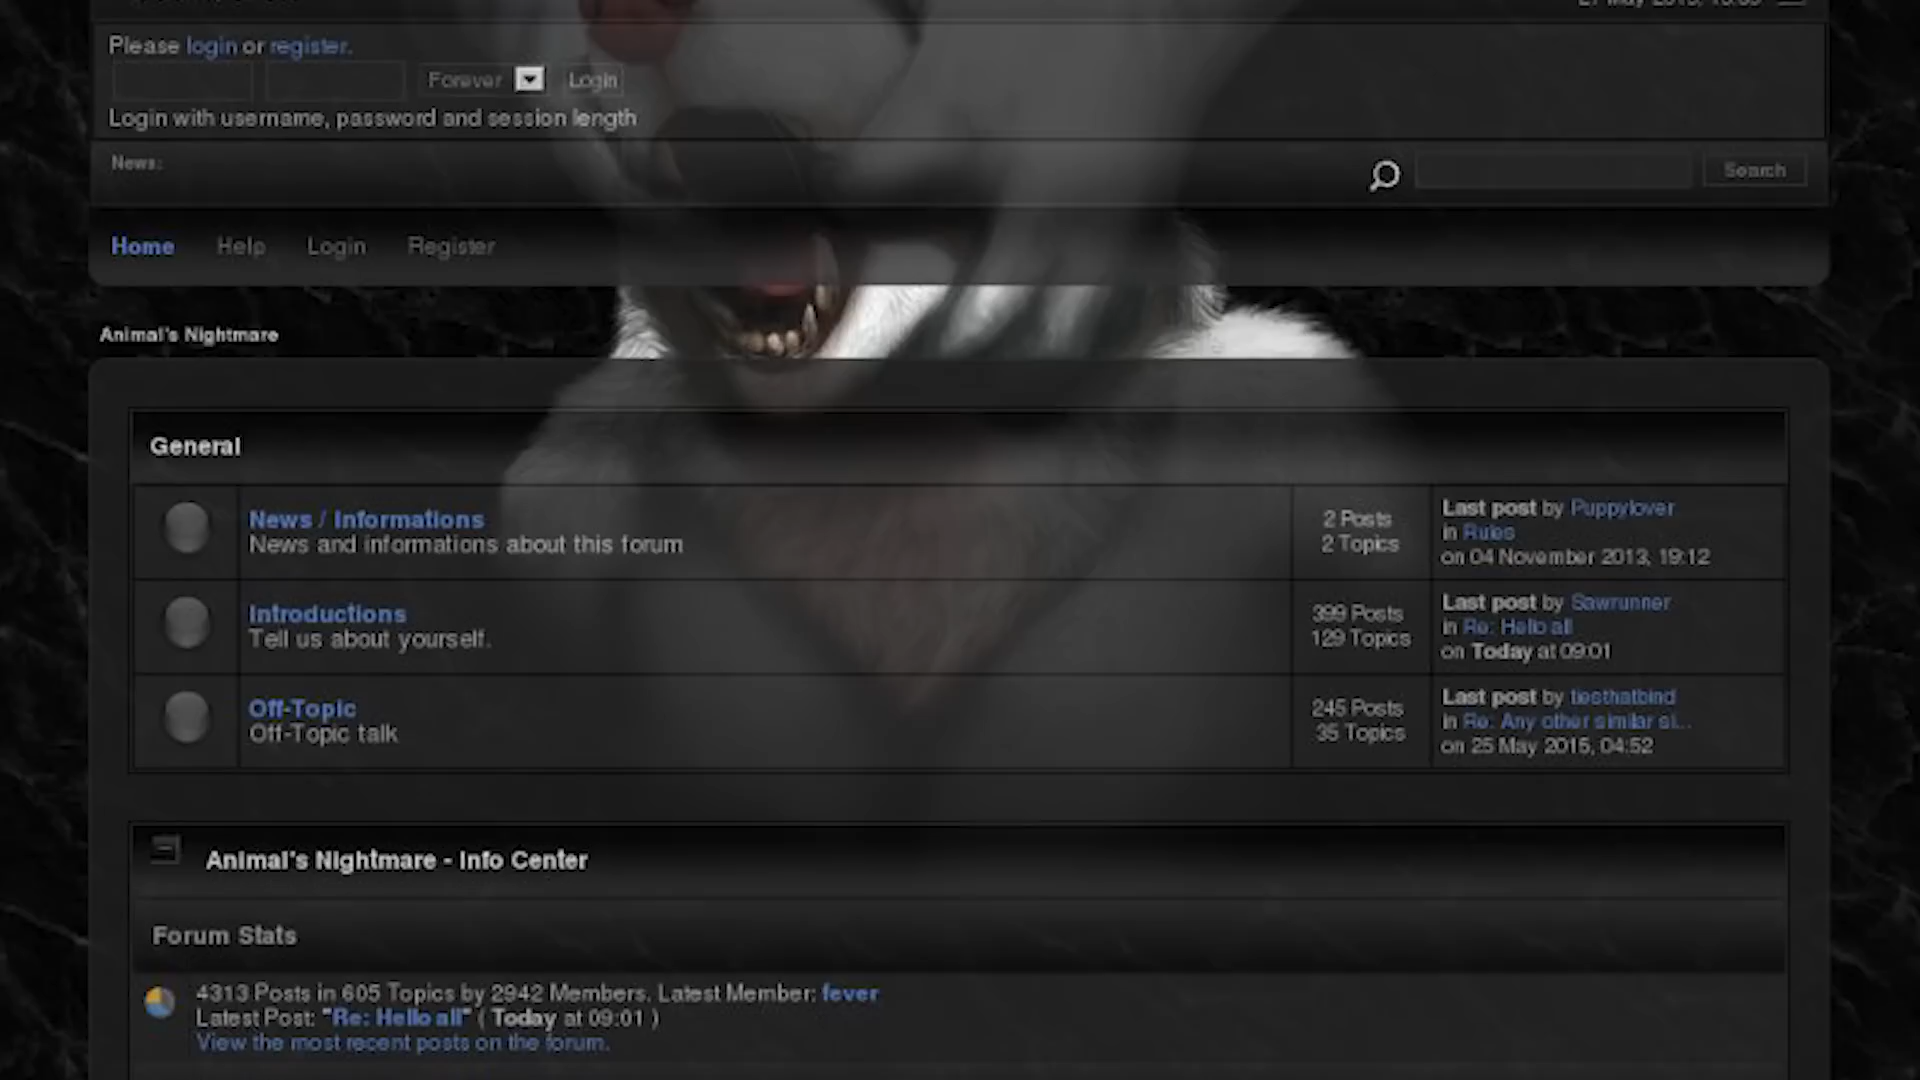 Please login or register.
Forever Login
Login with username, password and session length
News:
Search
Home Help Login Register
Animal's Nightmare
General
News / Informations
News and informations about this forum
2 Posts
2 Topics
Last post by Puppylover
in Rules
on 04 November 2013, 19:12
Introductions
Tell us about yourself.
399 Posts
129 Topics
Last post by Sawrunner
in Re: Hello all
on Today at 09:01
Off-Topic
Off-Topic talk
245 Posts
35 Topics
Last post by tiesthatbind
in Re: Any other similar si...
on 25 May 2015, 04:52
Animal's Nightmare - Info Center
Forum Stats
4313 Posts in 605 Topics by 2942 Members. Latest Member: fever
Latest Post: "Re: Hello all" ( Today at 09:01 )
View the most recent posts on the forum.